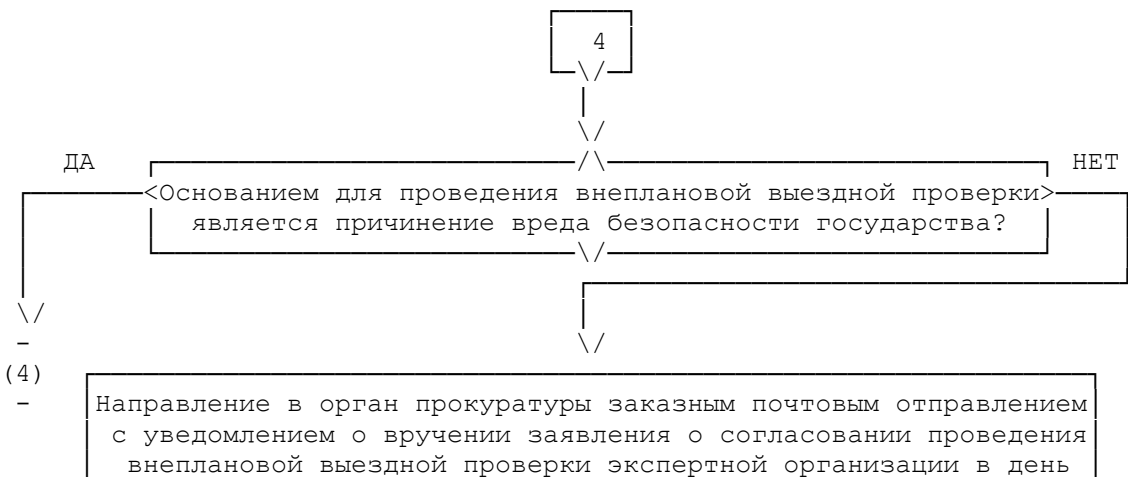 4
ДА НЕТ
Основанием для проведения внеплановой выездной проверки
является причинение вреда безопасности государства?
(4)
Направление в орган прокуратуры заказным почтовым отправлением
с уведомлением о вручении заявления о согласовании проведения
внеплановой выездной проверки экспертной организации в день